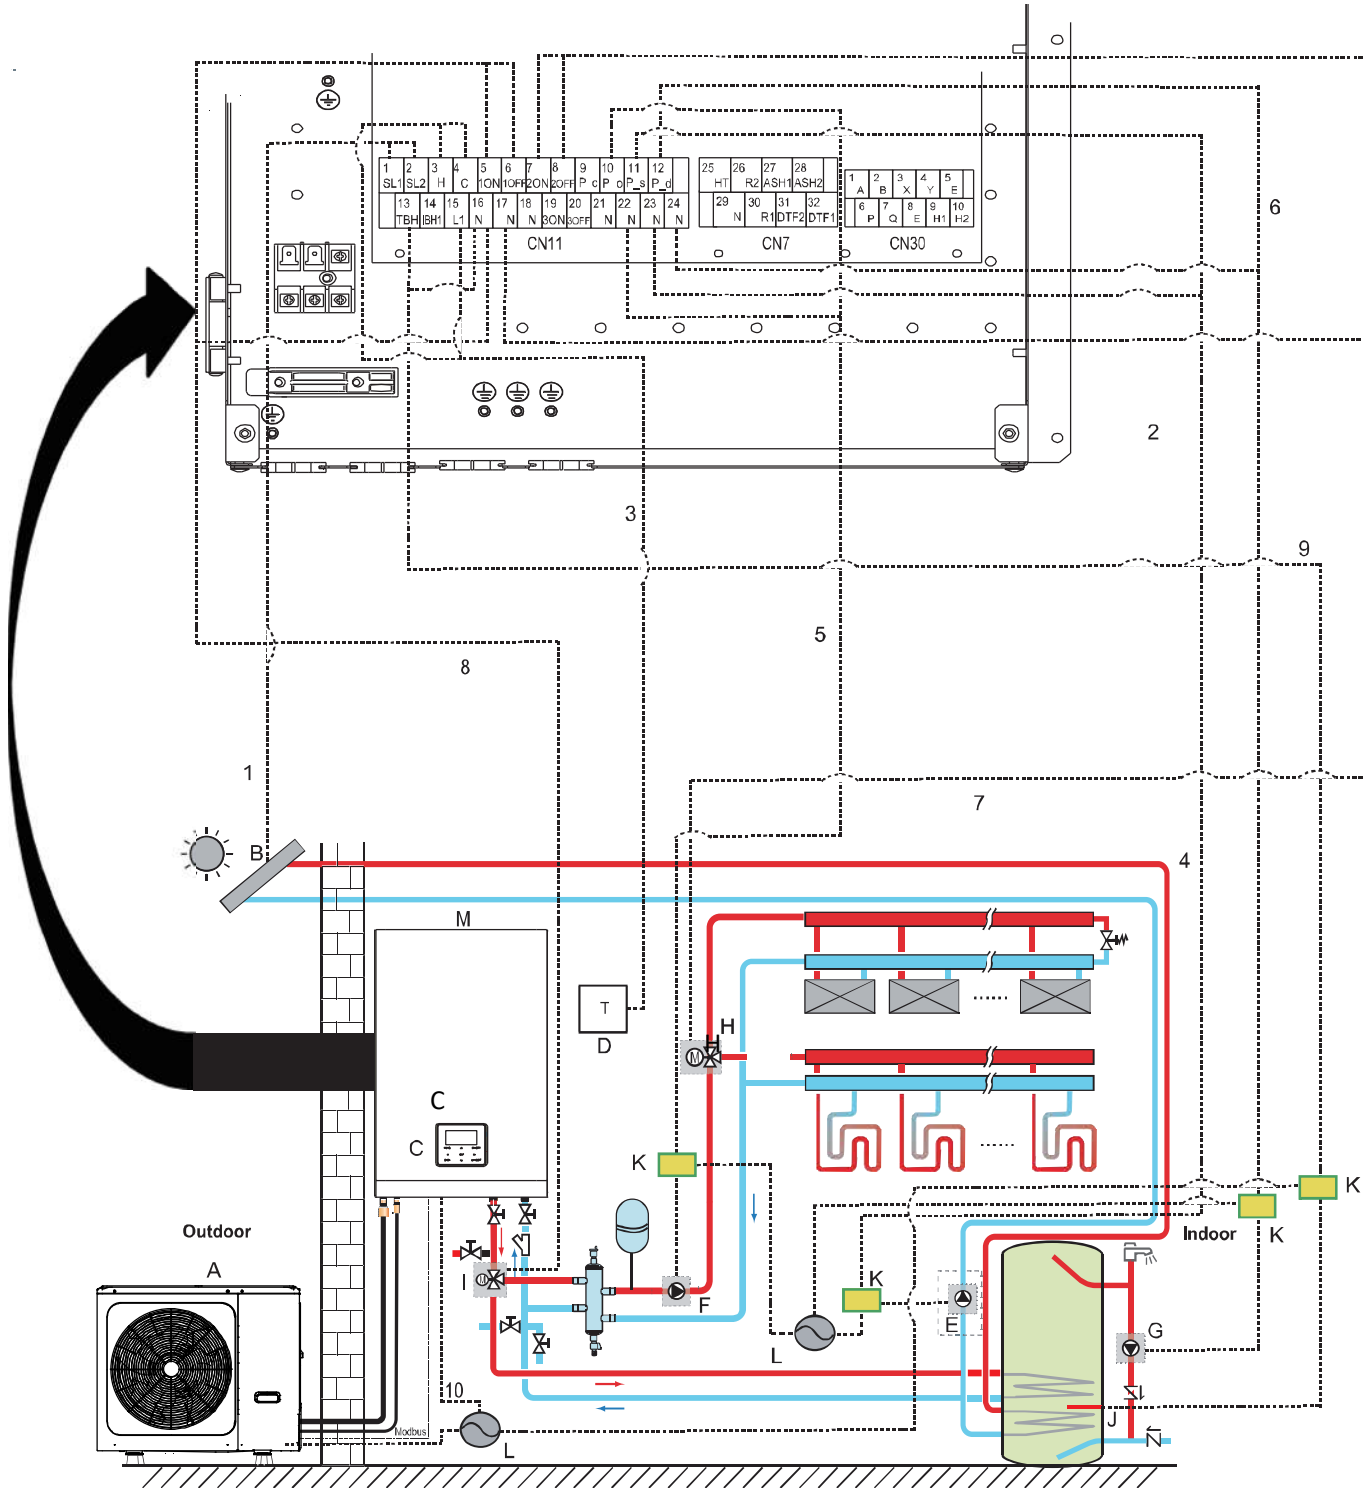 1 2 3 4 5 6 7 8 9 10 11 12
SL1 SL2 H C 1ON 1OFF 2ON 2OFF P_c P_o P_s P_d
13 14 15 16 17 18 19 20 21 22 23 24
TBH IBH1 L1 N N N 3ON 3OFF N N N N
CN11
25 26 27 28
HT R2 ASH1 ASH2
29 30 31 32
N R1 DTF2 DTF1
CN7
1 2 3 4 5
A B X Y E
6 7 8 9 10
P Q E H1 H2
CN30
6
2
3
9
5
8
1
7
B
4
M
T
D
H
H
M
C
C
K
K
Outdoor
Indoor
K
A
I
M
K
F
E
G
L
10
J
Modbus
L